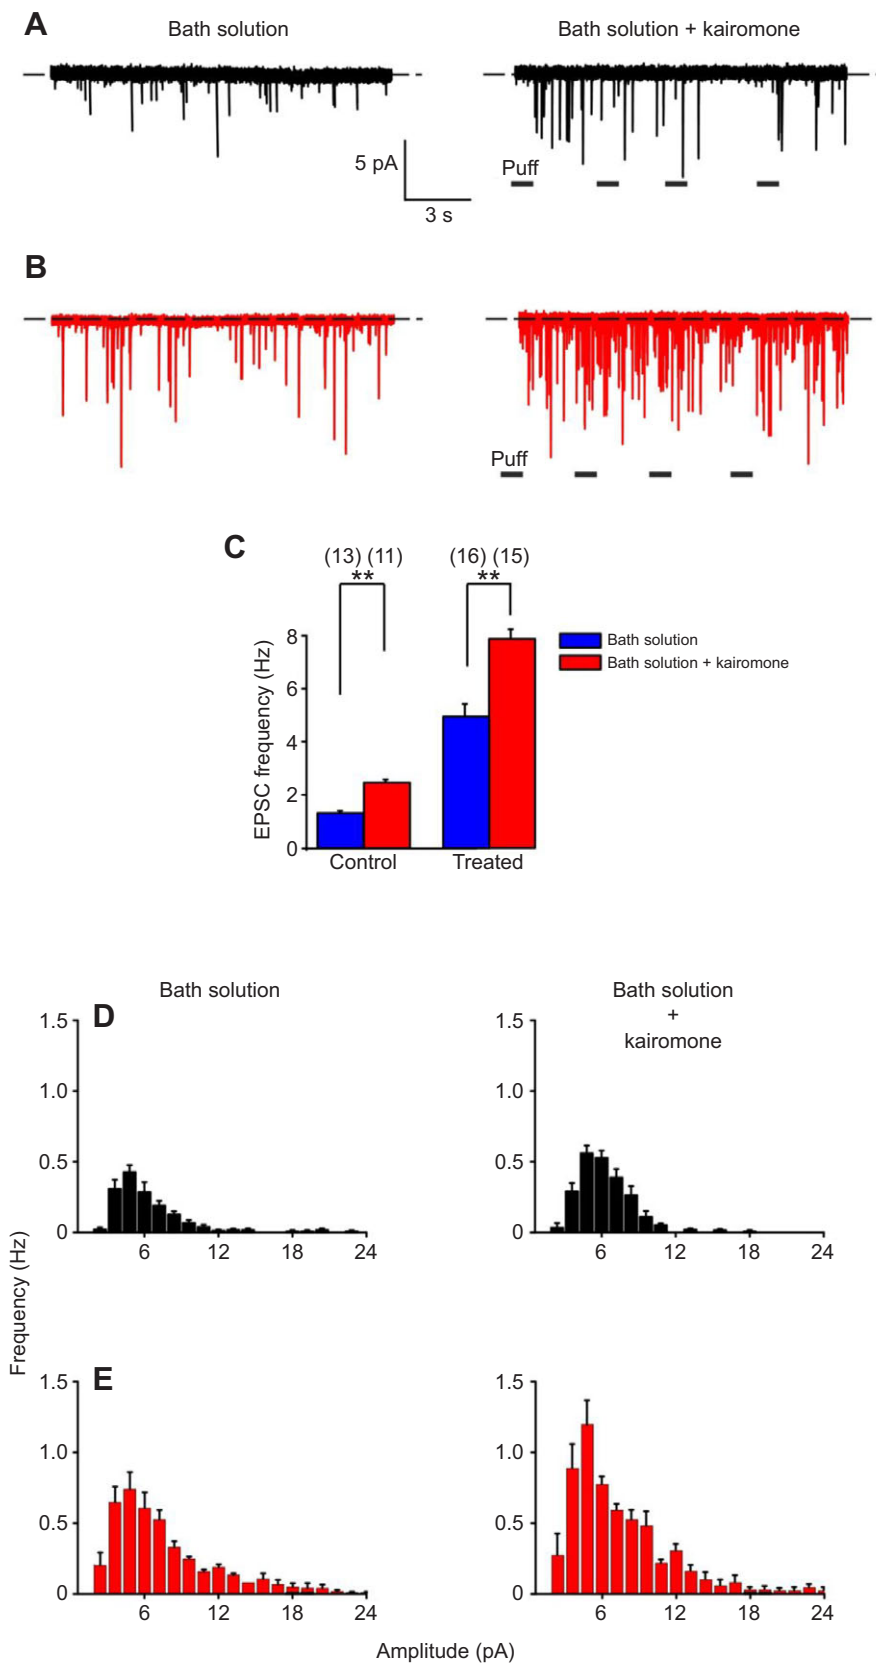 A
Bath solution
Bath solution + kairomone
5 pA
3 s
Puff
B
Puff
C
(13) (11)
**
(16) (15)
**
EPSC frequency (Hz)
8
6
4
2
0
Control
Treated
Bath solution
Bath solution + kairomone
Bath solution
Bath solution
+
kairomone
D
1.5
1.0
0.5
0
6 12 18 24
1.5
1.0
0.5
0
6 12 18 24
Frequency (Hz)
E
1.5
1.0
0.5
0
6 12 18 24
1.5
1.0
0.5
0
6 12 18 24
Amplitude (pA)